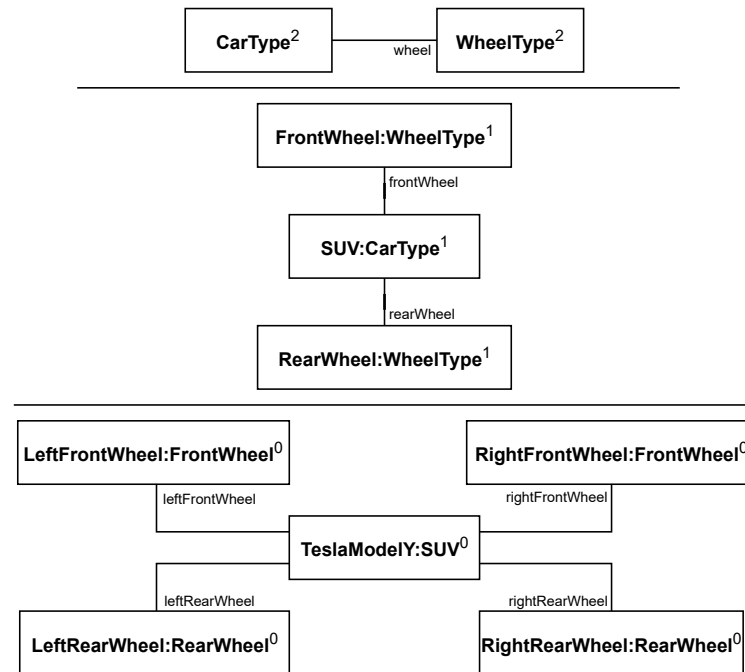 CarType²
wheel
WheelType²
FrontWheel:WheelType¹
frontWheel
SUV:CarType¹
rearWheel
RearWheel:WheelType¹
LeftFrontWheel:FrontWheel⁰
RightFrontWheel:FrontWheel⁰
leftFrontWheel
rightFrontWheel
TeslaModelY:SUV⁰
leftRearWheel
rightRearWheel
LeftRearWheel:RearWheel⁰
RightRearWheel:RearWheel⁰